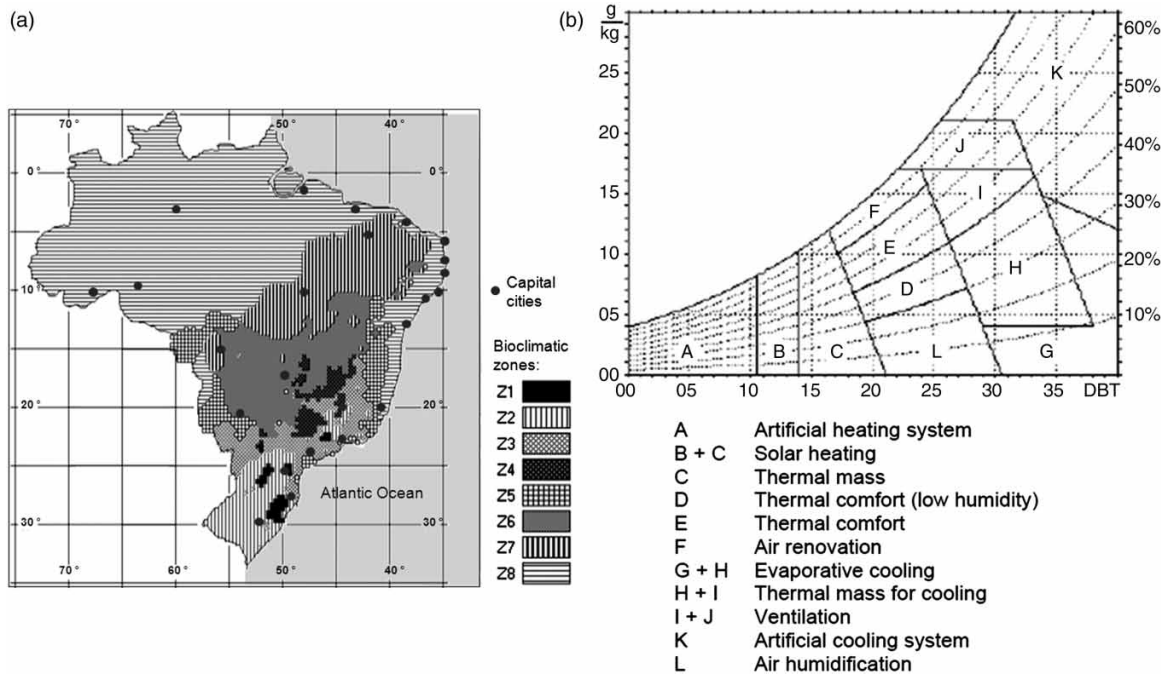 (a)
70 °
50 °
40 °
0 °
0 °
10 °
10 °
20 °
20 °
30 °
30 °
70 °
60 °
50 °
40 °
Atlantic Ocean
Capital
cities
Bioclimatic
zones:
Z1
Z2
Z3
Z4
Z5
Z6
Z7
Z8
(b)
g
kg
25
20
15
10
05
00
00
05
10
15
20
25
30
35
DBT
60%
50%
40%
30%
20%
10%
K
J
I
F
E
H
D
A
B
C
L
G
A Artificial heating system
B + C Solar heating
C Thermal mass
D Thermal comfort (low humidity)
E Thermal comfort
F Air renovation
G + H Evaporative cooling
H + I Thermal mass for cooling
I + J Ventilation
K Artificial cooling system
L Air humidification